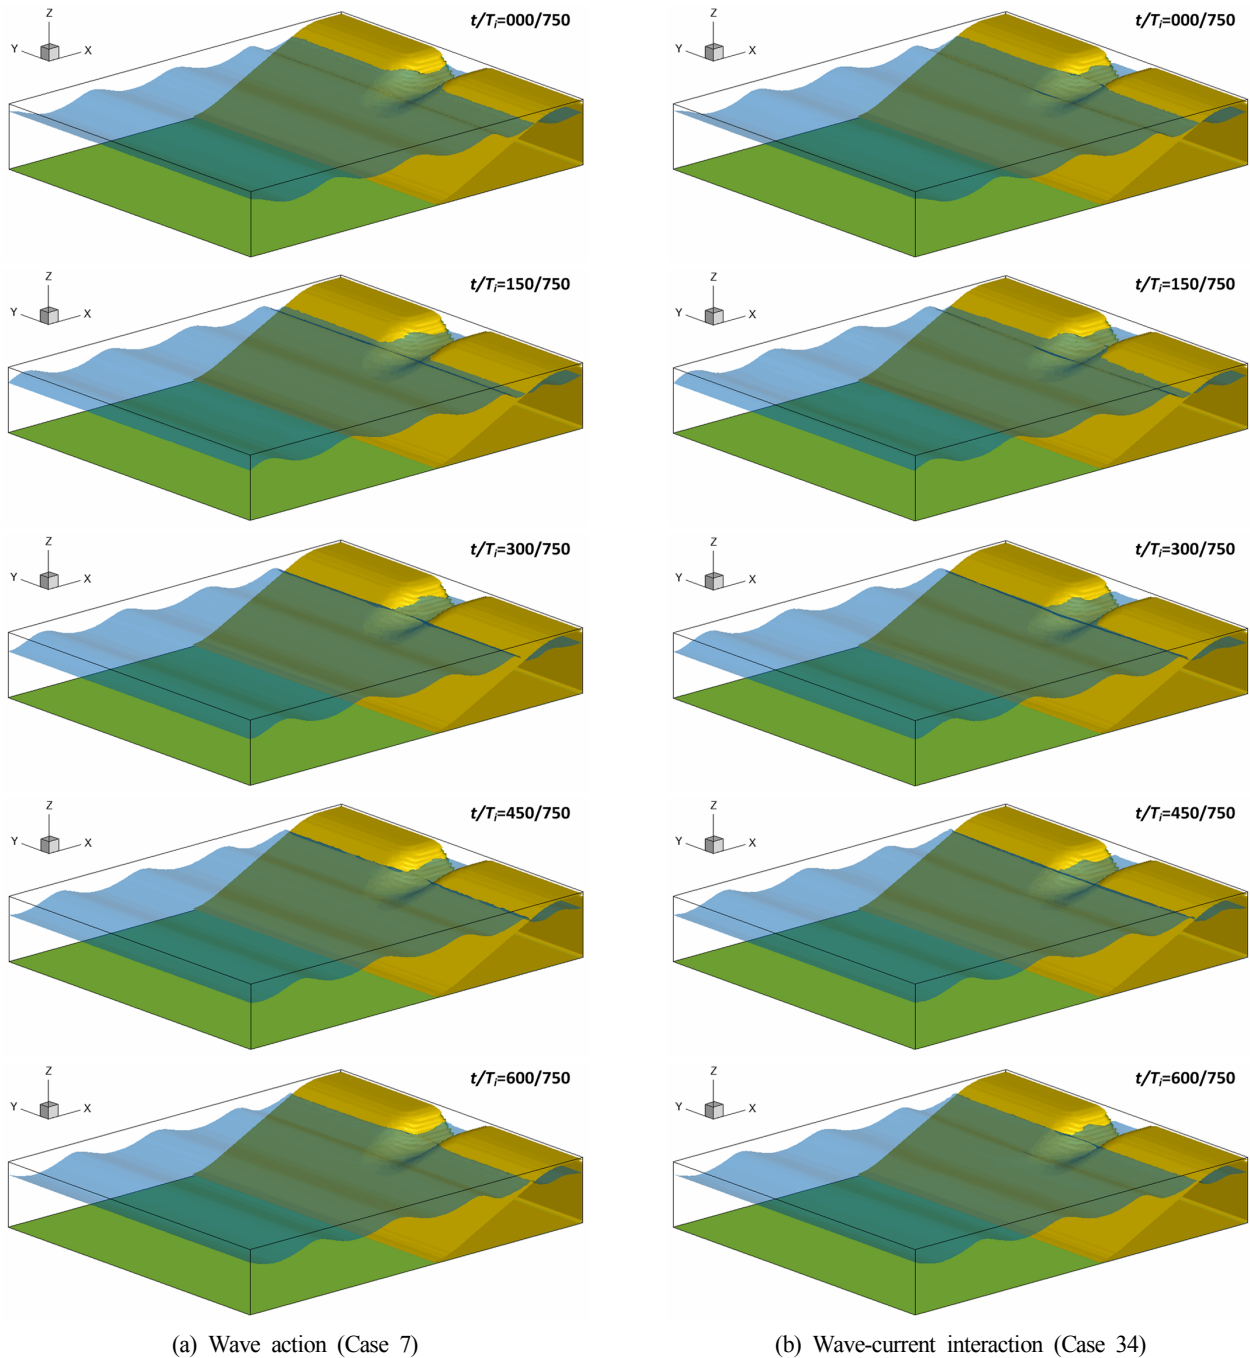 t/Tᵢ=000/750
Z
Y
X
t/Tᵢ=000/750
Z
Y
X
t/Tᵢ=150/750
Z
Y
X
t/Tᵢ=150/750
Z
Y
X
t/Tᵢ=300/750
Z
Y
X
t/Tᵢ=300/750
Z
Y
X
t/Tᵢ=450/750
Z
Y
X
t/Tᵢ=450/750
Z
Y
X
t/Tᵢ=600/750
Z
Y
X
t/Tᵢ=600/750
Z
Y
X
(a) Wave action (Case 7)
(b) Wave-current interaction (Case 34)